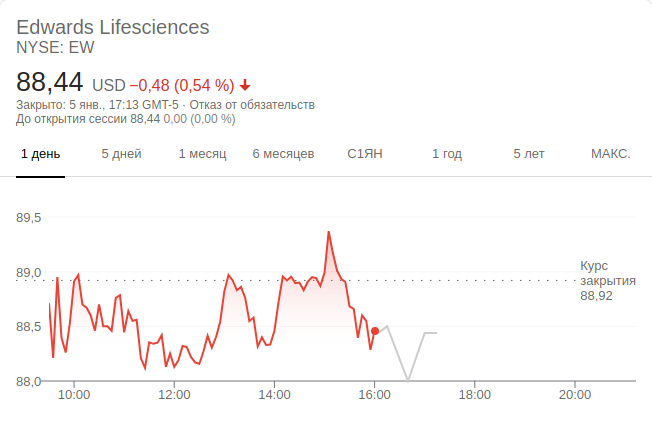 Edwards Lifesciences
NYSE: EW
88,44 USD −0,48 (0,54 %)
Закрыто: 5 янв., 17:13 GMT-5 · Отказ от обязательств
До открытия сессии 88,44 0,00 (0,00 %)
1 день 5 дней 1 месяц 6 месяцев С1ЯН 1 год 5 лет МАКС.
89,5
89,0
88,5
88,0
Курс
закрытия
88,92
10:00 12:00 14:00 16:00 18:00 20:00